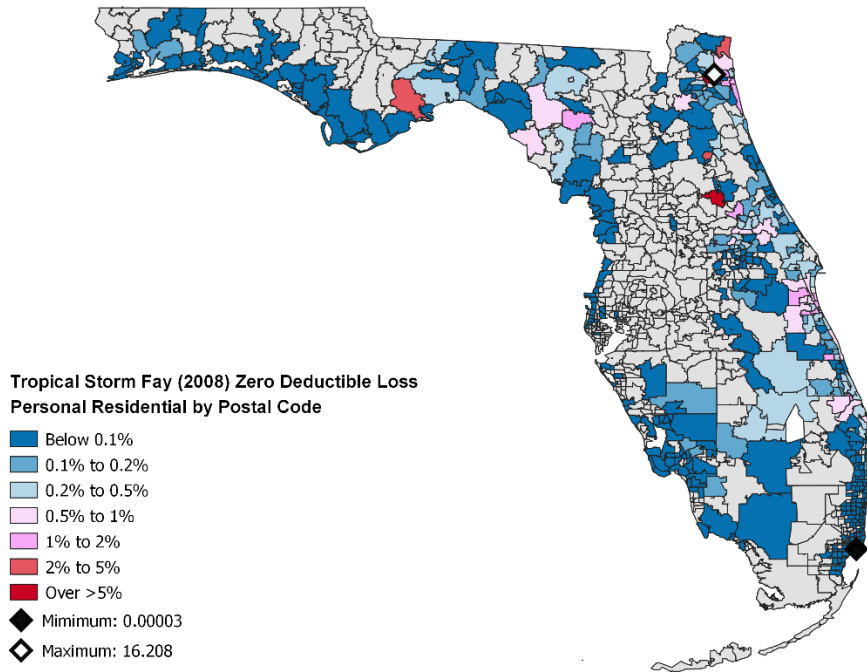 Tropical Storm Fay (2008) Zero Deductible Loss
Personal Residential by Postal Code
Below 0.1%
0.1% to 0.2%
0.2% to 0.5%
0.5% to 1%
1% to 2%
2% to 5%
Over >5%
Mimimum: 0.00003
Maximum: 16.208